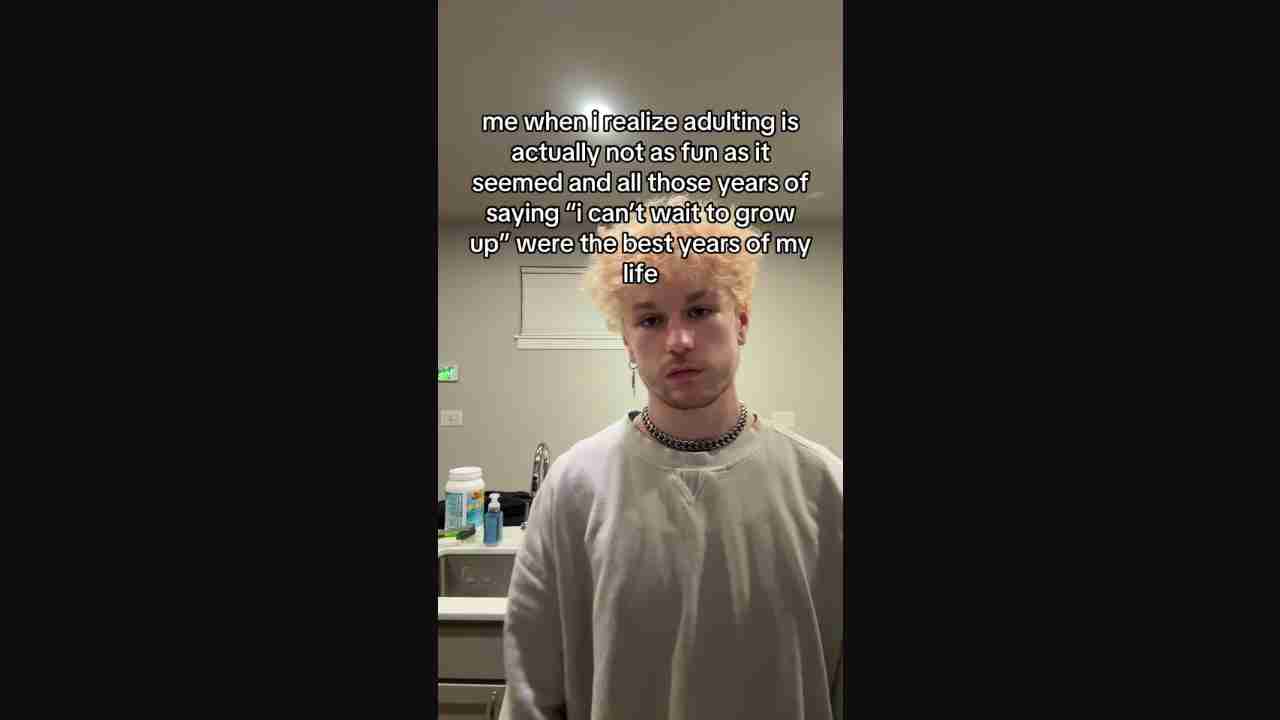 me when i realize adulting is
actually not as fun as it
seemed and all those years of
saying “i can’t wait to grow
up” were the best years of my
life